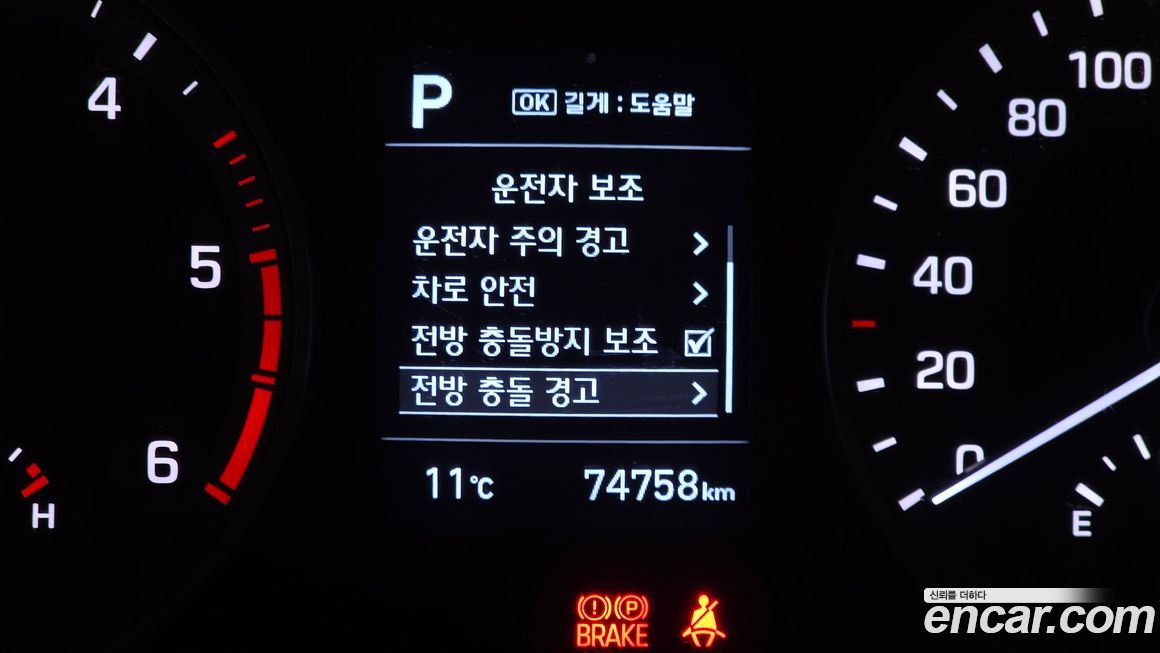 4
5
6
H
P
OK 길게 : 도움말
운전자 보조
운전자 주의 경고 >
차로 안전 >
전방 충돌방지 보조
전방 충돌 경고 >
11℃ 74758km
(!) (P)
BRAKE
100
80
60
40
20
0
E
신뢰를 더하다
encar.com